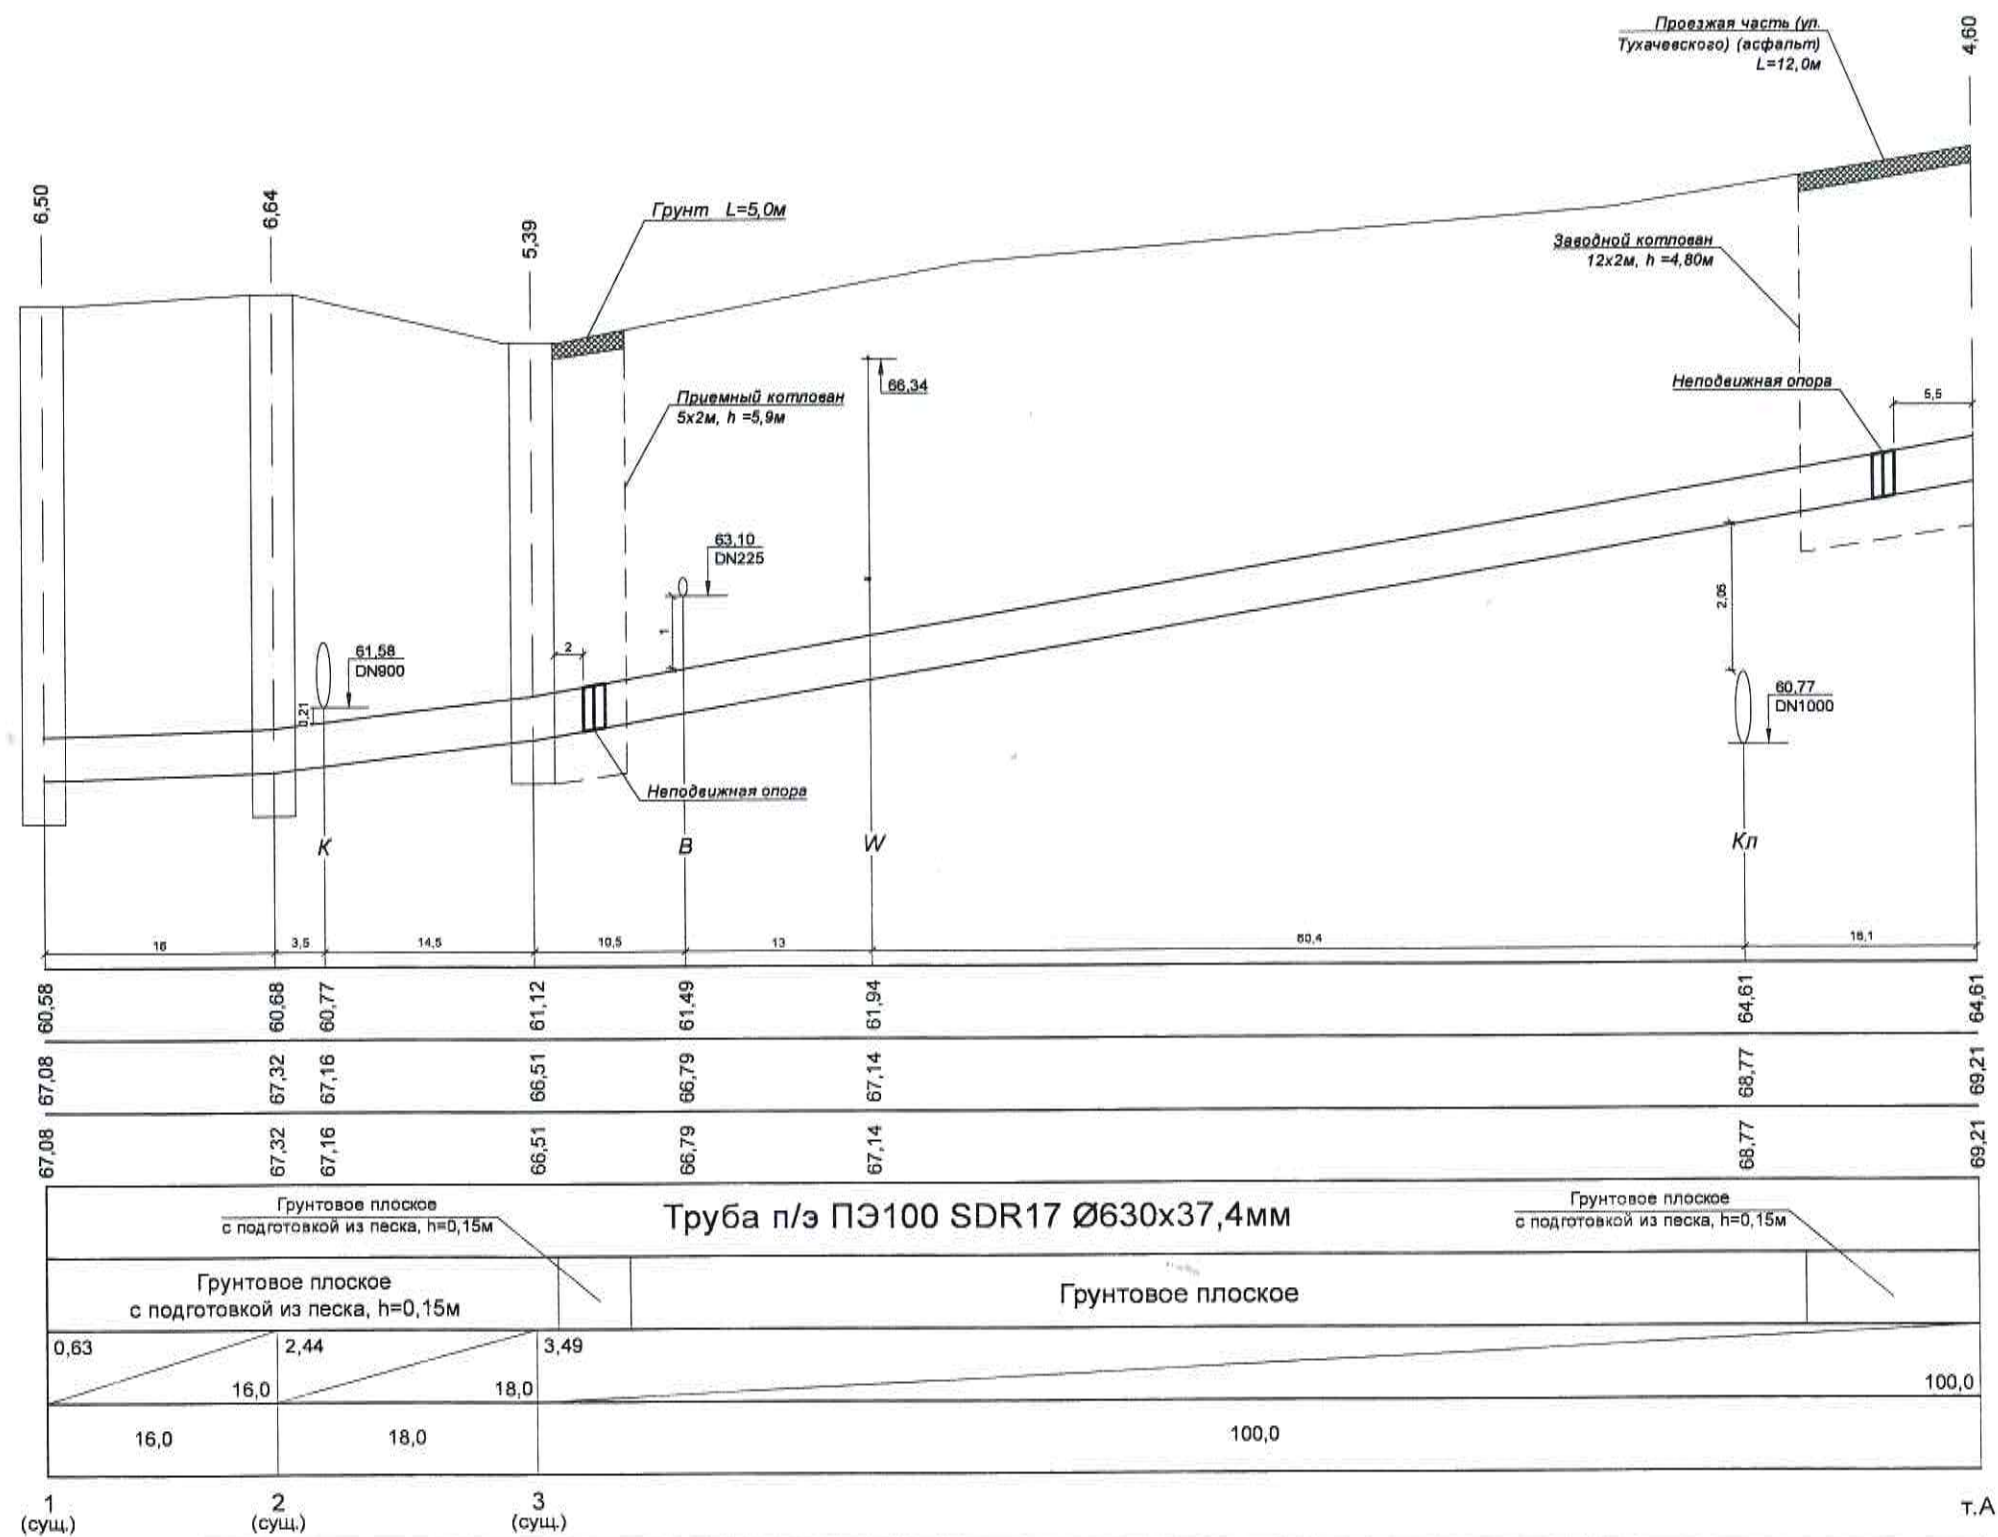 Проезжая часть (ул.
Тухачевского) (асфальт)
L=12,0м
4,60
6,50
6,64
5,39
Грунт L=5,0м
Заводной котлован
12х2м, h =4,80м
66,34
Неподвижная опора
5,5
Приемный котлован
5х2м, h =5,9м
63,10
DN225
1
2,05
2
61,58
DN900
0,21
60,77
DN1000
Неподвижная опора
К
В
W
Кл
16
3,5
14,5
10,5
13
60,4
16,1
60,58
60,68
60,77
61,12
61,49
61,94
64,61
64,61
67,08
67,32
67,16
66,51
66,79
67,14
68,77
69,21
67,08
67,32
67,16
66,51
66,79
67,14
68,77
69,21
Грунтовое плоское
с подготовкой из песка, h=0,15м
Труба п/э ПЭ100 SDR17 Ø630х37,4мм
Грунтовое плоское
с подготовкой из песка, h=0,15м
Грунтовое плоское
с подготовкой из песка, h=0,15м
Грунтовое плоское
0,63
2,44
3,49
16,0
18,0
100,0
16,0
18,0
100,0
1
(сущ.)
2
(сущ.)
3
(сущ.)
т.А